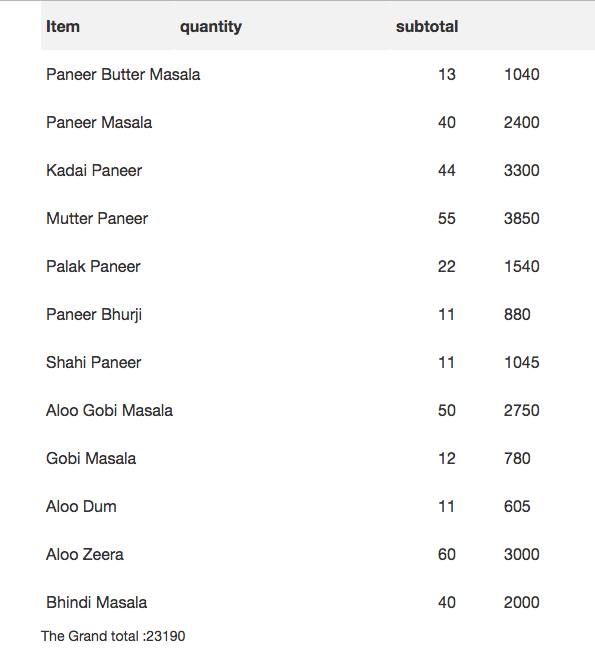 Item quantity subtotal
Paneer Butter Masala 13 1040
Paneer Masala 40 2400
Kadai Paneer 44 3300
Mutter Paneer 55 3850
Palak Paneer 22 1540
Paneer Bhurji 11 880
Shahi Paneer 11 1045
Aloo Gobi Masala 50 2750
Gobi Masala 12 780
Aloo Dum 11 605
Aloo Zeera 60 3000
Bhindi Masala 40 2000
The Grand total :23190